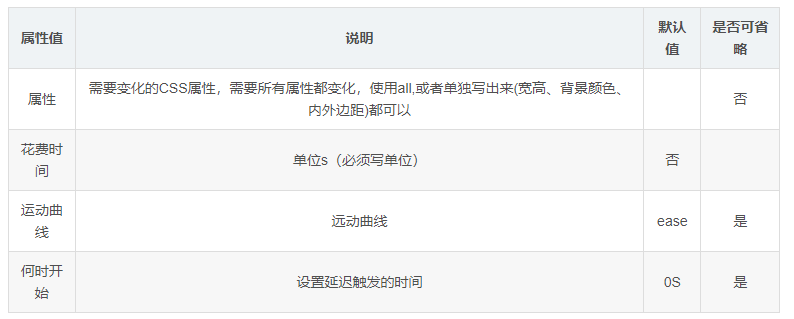 属性值 说明 默认 是否可省
值 略
属性 需要变化的CSS属性，需要所有属性都变化，使用all,或者单独写出来(宽高、背景颜色、 否
内外边距)都可以
花费时 单位s（必须写单位） 否
间
运动曲 远动曲线 ease 是
线
何时开 设置延迟触发的时间 0S 是
始